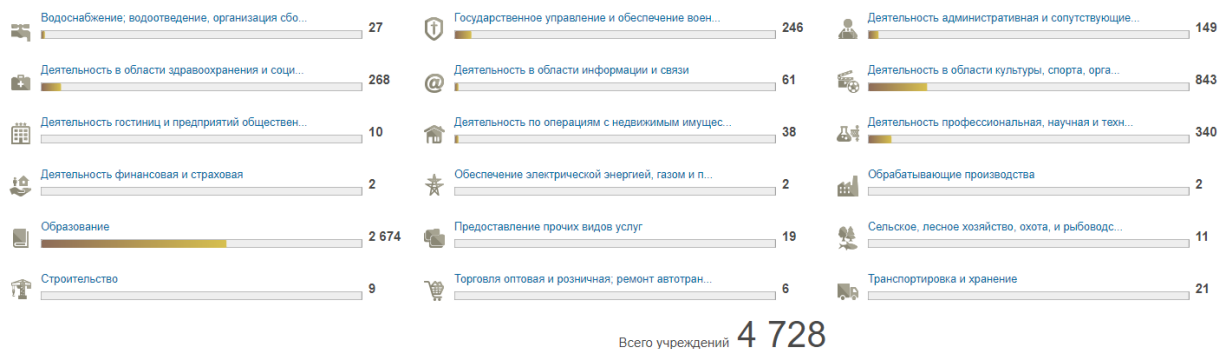 Водоснабжение; водоотведение, организация сбо...
27
Государственное управление и обеспечение воен...
246
Деятельность административная и сопутствующие...
149
Деятельность в области здравоохранения и соци...
268
Деятельность в области информации и связи
61
Деятельность в области культуры, спорта, орга...
843
Деятельность гостиниц и предприятий обществен...
10
Деятельность по операциям с недвижимым имущес...
38
Деятельность профессиональная, научная и техн...
340
Деятельность финансовая и страховая
2
Обеспечение электрической энергией, газом и п...
2
Обрабатывающие производства
2
Образование
2 674
Предоставление прочих видов услуг
19
Сельское, лесное хозяйство, охота, и рыбоводс...
11
Строительство
9
Торговля оптовая и розничная; ремонт автотран...
6
Транспортировка и хранение
21
Всего учреждений 4 728